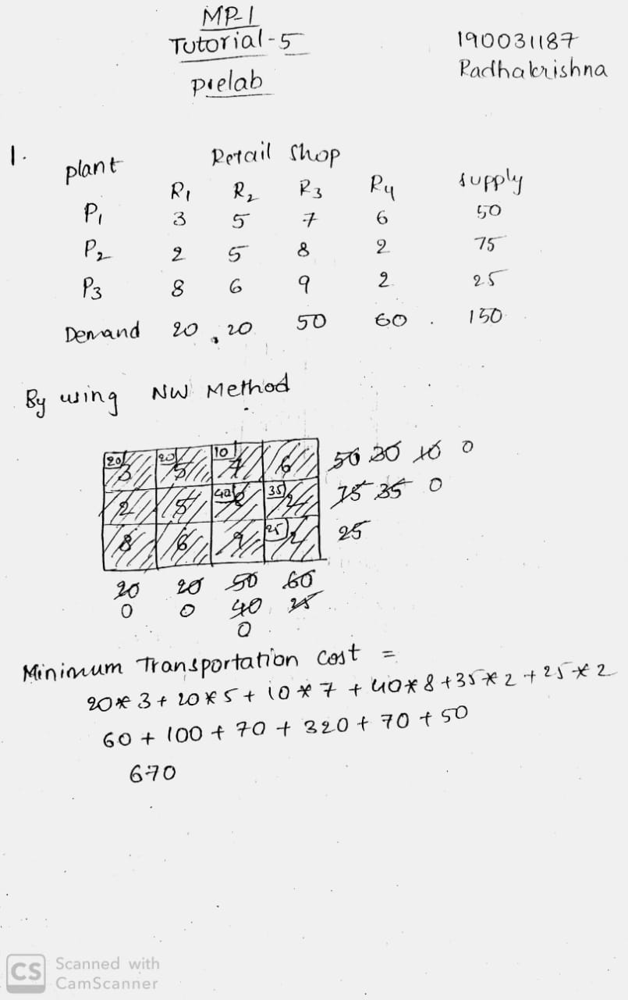 MP-1
Tutorial-5
prelab
190031187
Radhakrishna
1.
plant Retail shop
R1 R2 R3 R4 supply
P1 3 5 7 6 50
P2 2 5 8 2 75
P3 8 6 9 2 25
Demand 20 20 50 60 150
By using NW Method
20 3 20 5 10 7 6 50 30 10 0
2 5 40 8 35 2 75 35 0
8 6 9 25 2 25
20 20 50 60
0 0 40 25
0
Minimum Transportation Cost =
20*3+20*5+10*7+40*8+35*2+25*2
60+100+70+320+70+50
670
CS Scanned with
CamScanner